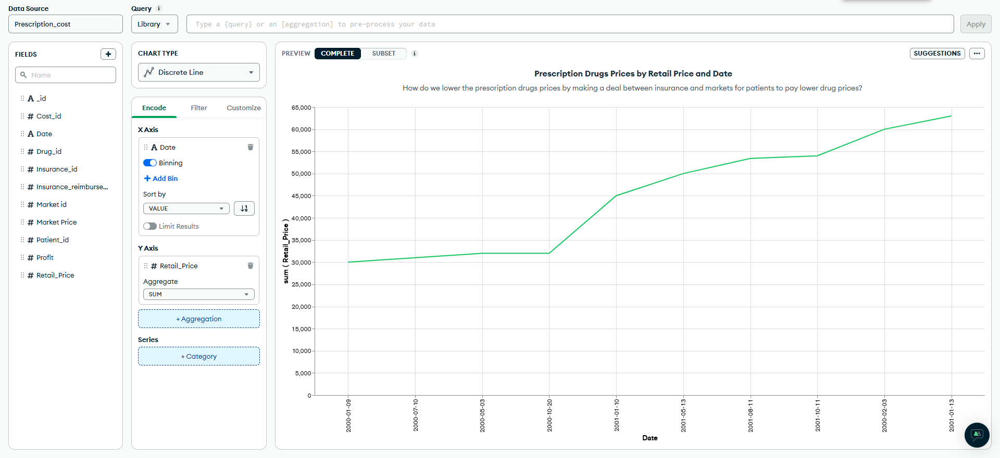 Data Source
Prescription_cost
Query
Library
Type a {query} or an [aggregation] to pre-process your data
Apply
FIELDS
Name
A _id
# Cost_id
A Date
# Drug_id
# Insurance_id
# Insurance_reimburse...
# Market id
# Market Price
# Patient_id
# Profit
# Retail_Price
CHART TYPE
Discrete Line
Encode Filter Customize
X Axis
A Date
Binning
Add Bin
Sort by
VALUE
Limit Results
Y Axis
# Retail_Price
Aggregate
SUM
+ Aggregation
Series
+ Category
PREVIEW COMPLETE SUBSET
SUGGESTIONS
Prescription Drugs Prices by Retail Price and Date
How do we lower the prescription drugs prices by making a deal between insurance and markets for patients to pay lower drug prices?
sum ( Retail_Price )
65,000
60,000
55,000
50,000
45,000
40,000
35,000
30,000
25,000
20,000
15,000
10,000
5,000
0
2000-01-09
2000-07-10
2000-05-03
2000-10-20
2001-01-10
2001-05-13
2001-08-11
2001-10-11
2000-02-03
2001-01-13
Date